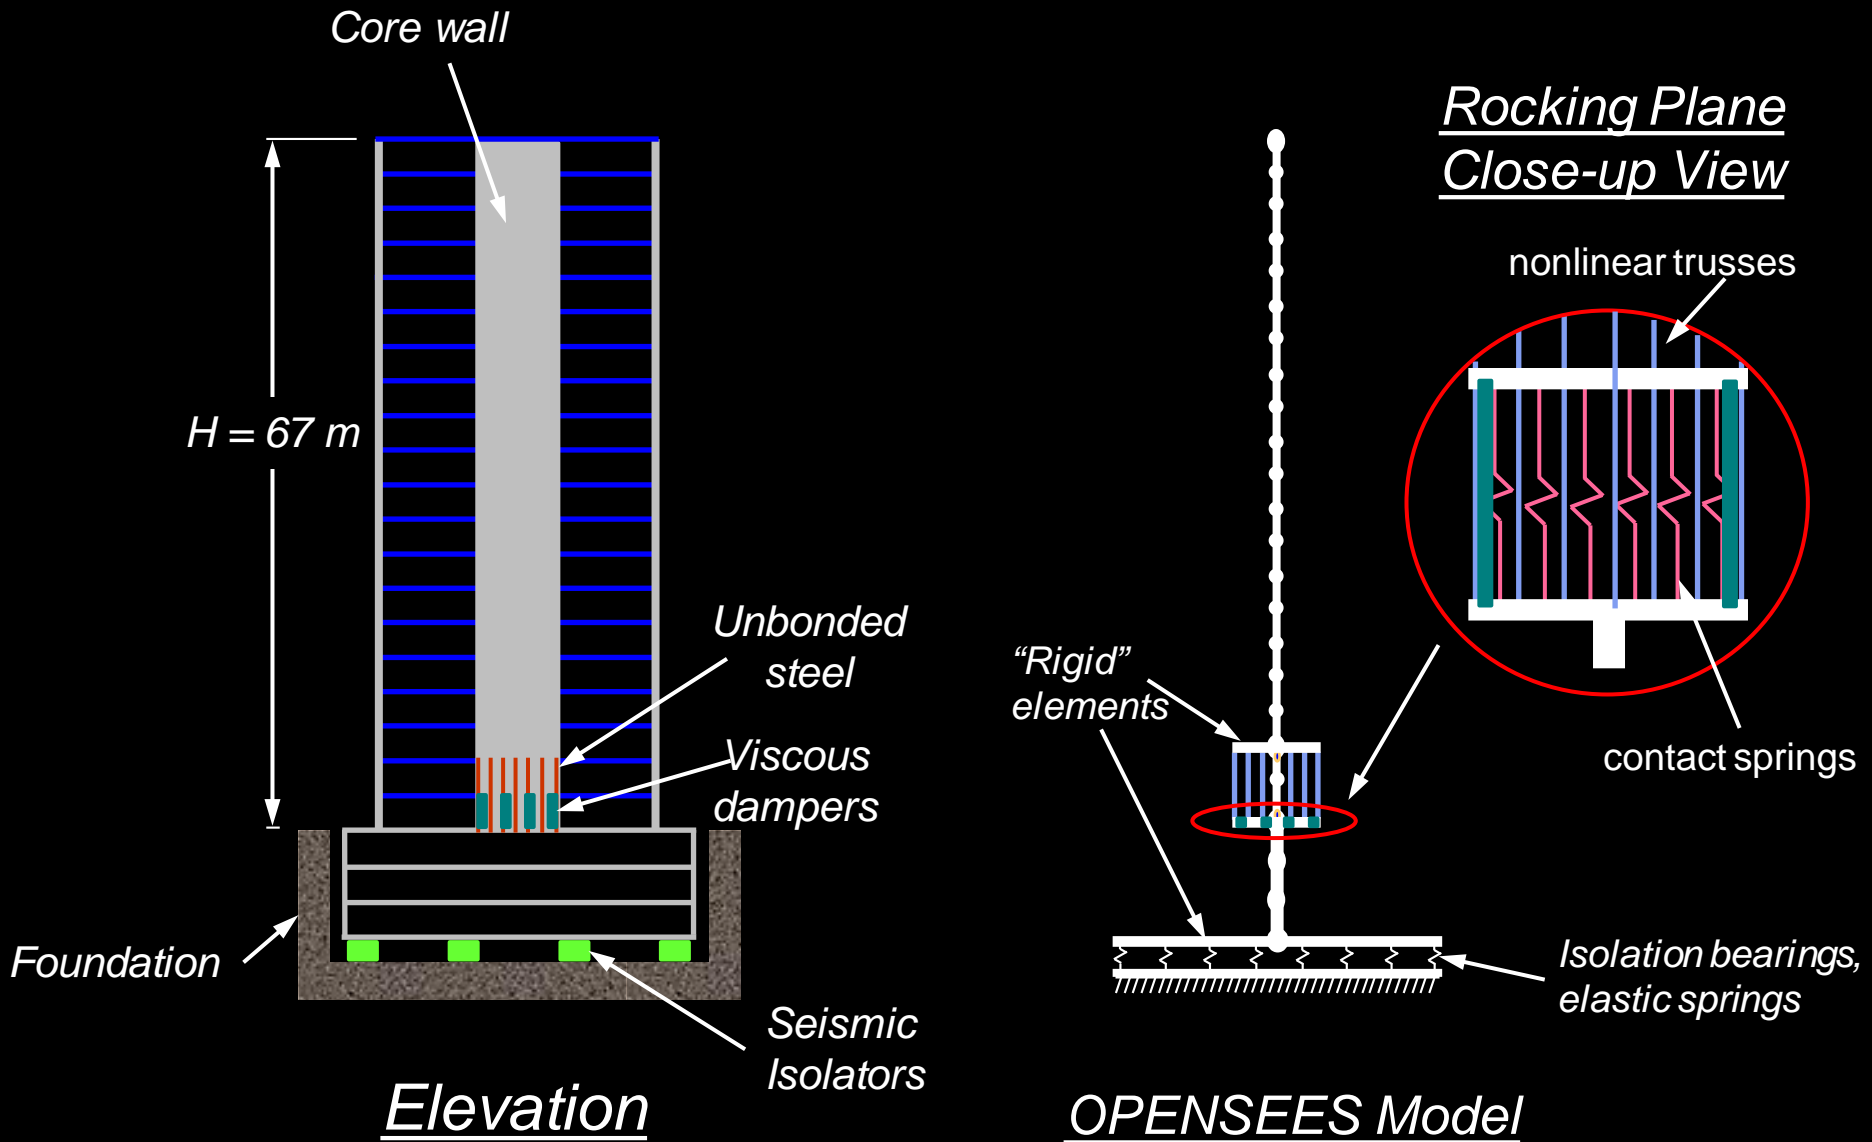 Core wall
H = 67 m
Unbonded
steel
Viscous
dampers
Foundation
Seismic
Isolators
Elevation
Rocking Plane
Close-up View
nonlinear trusses
“Rigid”
elements
contact springs
Isolation bearings,
elastic springs
OPENSEES Model